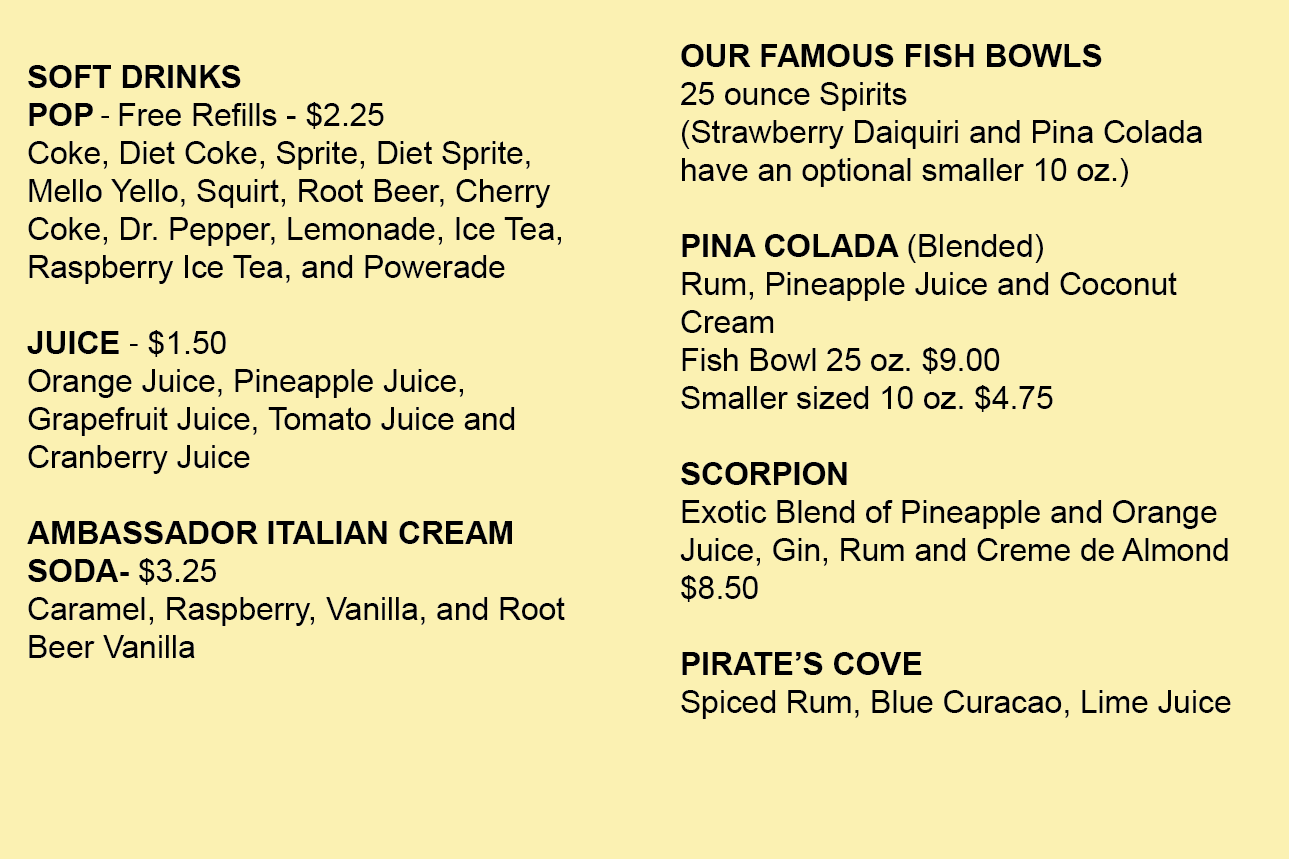 SOFT DRINKS
POP - Free Refills - $2.25
Coke, Diet Coke, Sprite, Diet Sprite,
Mello Yello, Squirt, Root Beer, Cherry
Coke, Dr. Pepper, Lemonade, Ice Tea,
Raspberry Ice Tea, and Powerade
JUICE - $1.50
Orange Juice, Pineapple Juice,
Grapefruit Juice, Tomato Juice and
Cranberry Juice
AMBASSADOR ITALIAN CREAM
SODA- $3.25
Caramel, Raspberry, Vanilla, and Root
Beer Vanilla
OUR FAMOUS FISH BOWLS
25 ounce Spirits
(Strawberry Daiquiri and Pina Colada
have an optional smaller 10 oz.)
PINA COLADA (Blended)
Rum, Pineapple Juice and Coconut
Cream
Fish Bowl 25 oz. $9.00
Smaller sized 10 oz. $4.75
SCORPION
Exotic Blend of Pineapple and Orange
Juice, Gin, Rum and Creme de Almond
$8.50
PIRATE’S COVE
Spiced Rum, Blue Curacao, Lime Juice